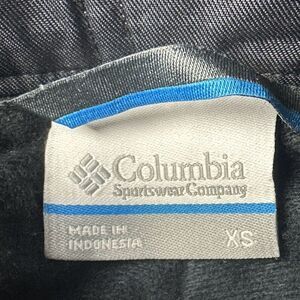 Columbia
Sportswear Company
MADE IN
INDONESIA
XS